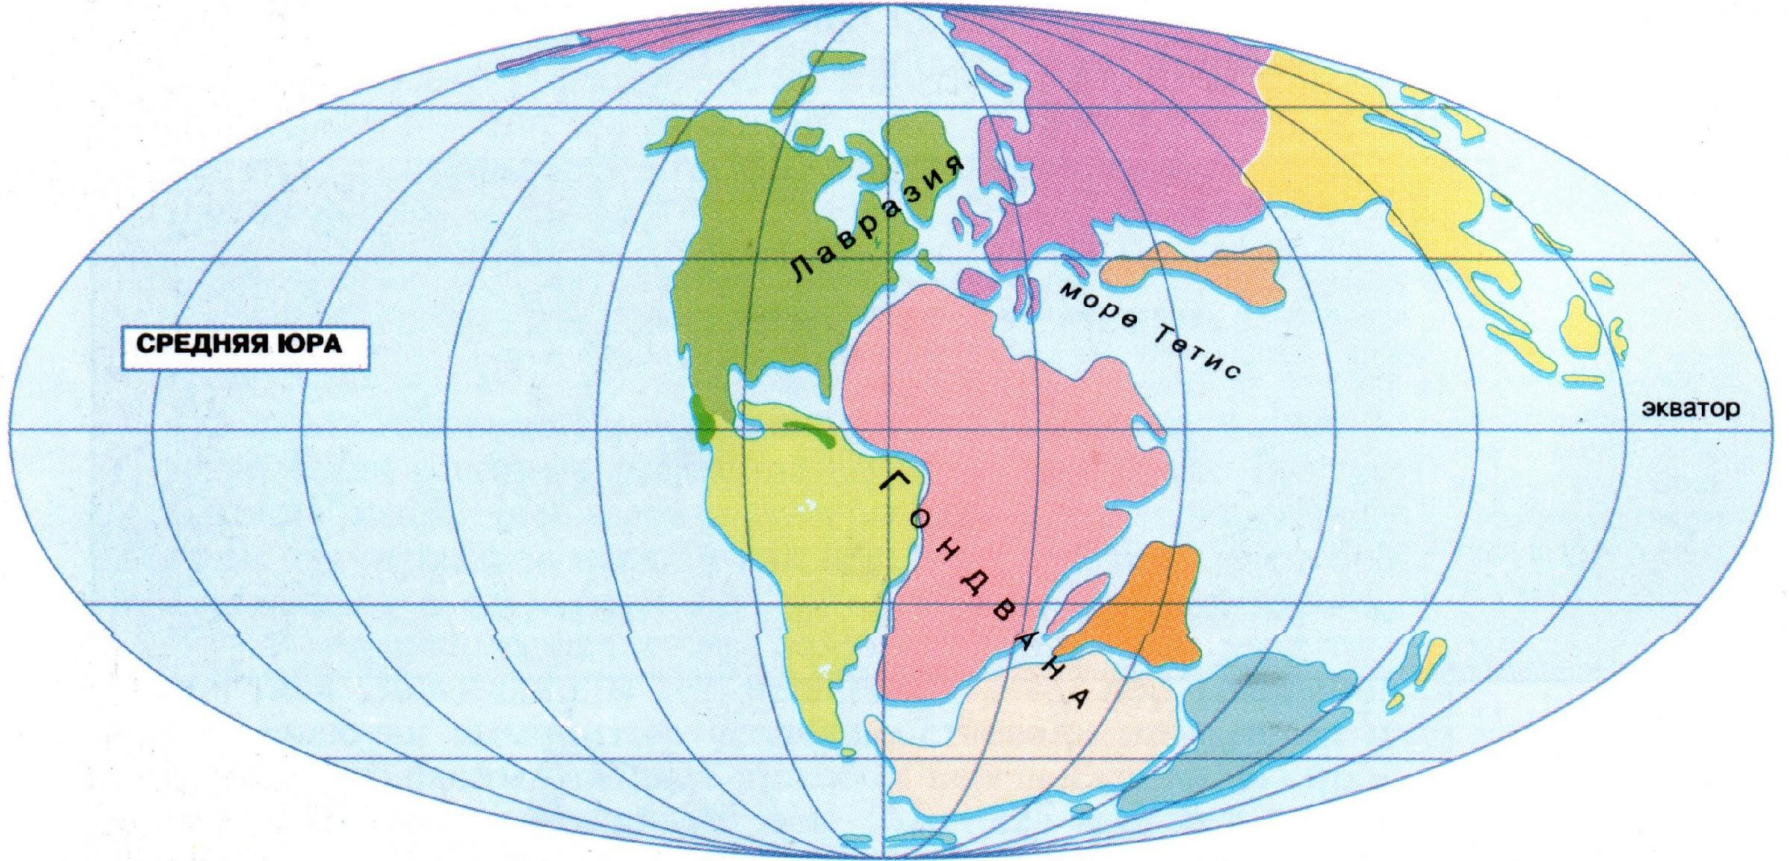 Лавразия
море Тетис
СРЕДНЯЯ ЮРА
экватор
Гондвана